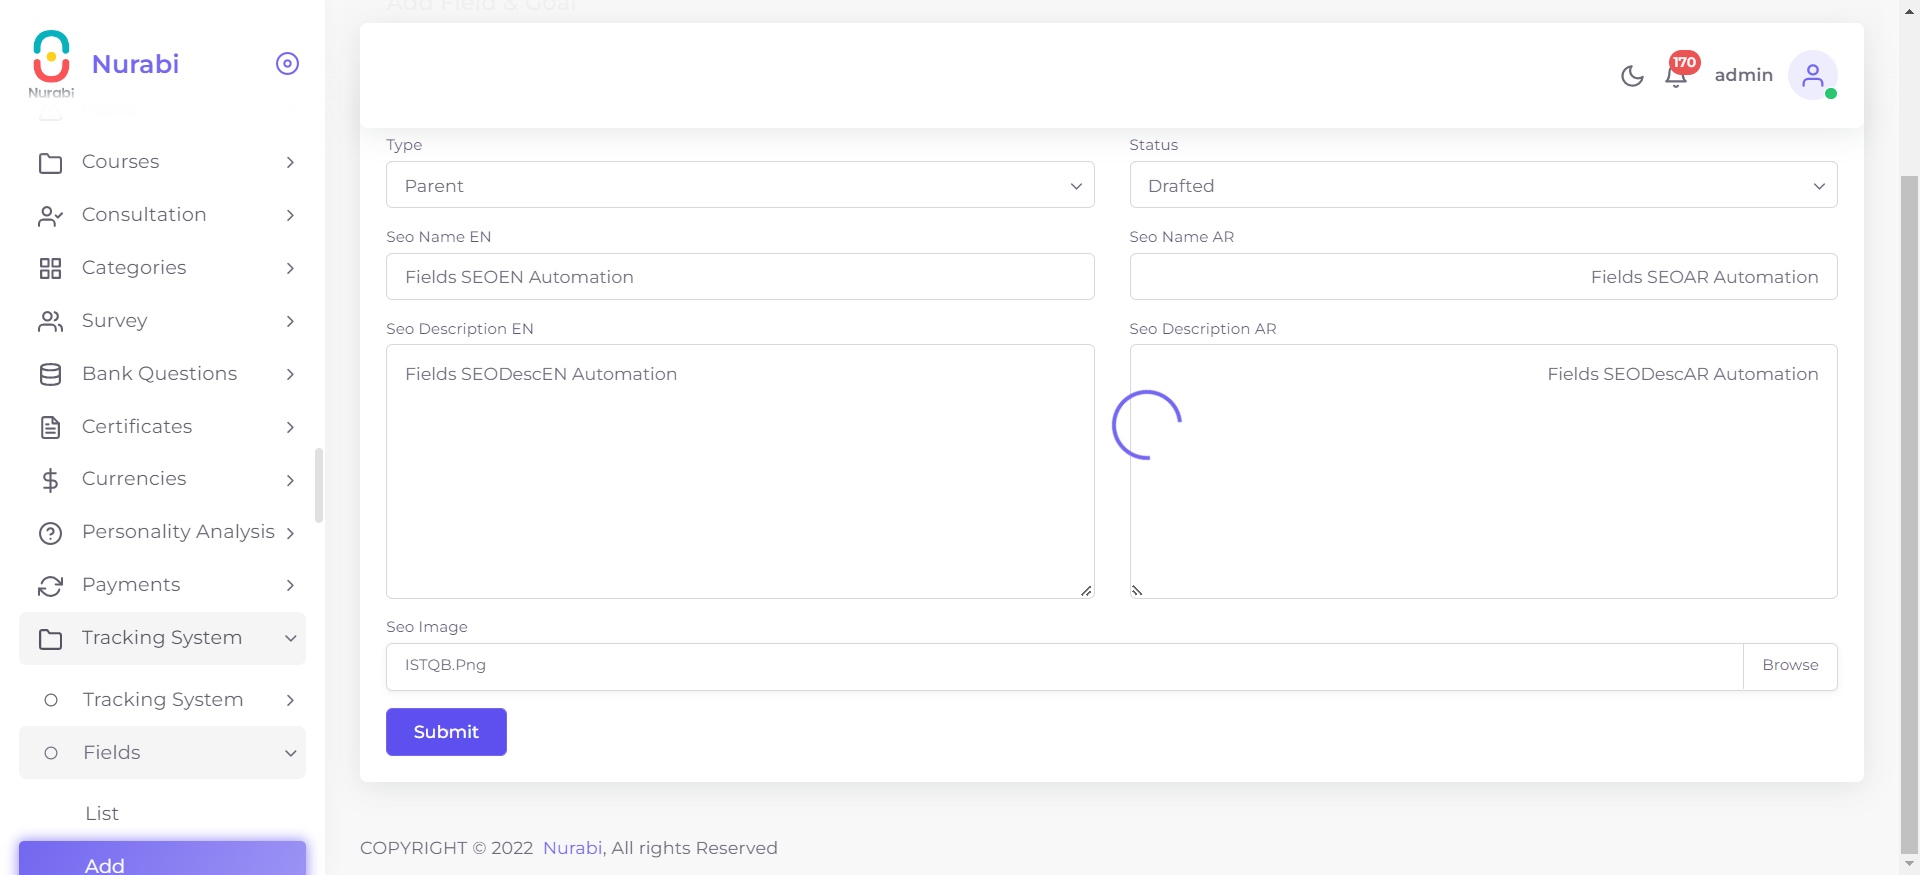 Nurabi
Nurabi
Courses
Consultation
Categories
Survey
Bank Questions
Certificates
Currencies
Personality Analysis
Payments
Tracking System
Tracking System
Fields
List
Add
Add Field & Goal
170
admin
Type
Status
Parent
Drafted
Seo Name EN
Seo Name AR
Fields SEOEN Automation
Fields SEOAR Automation
Seo Description EN
Seo Description AR
Fields SEODescEN Automation
Fields SEODescAR Automation
Seo Image
ISTQB.Png
Browse
Submit
COPYRIGHT © 2022 Nurabi, All rights Reserved